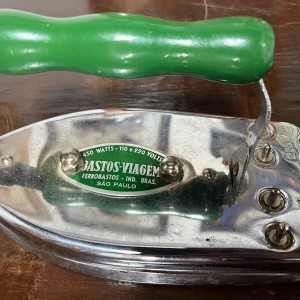 450 WATTS - 110 e 220 VOLTS
BASTOS-VIAGEM
FERROBASTOS - IND. BRAS.
SÃO PAULO